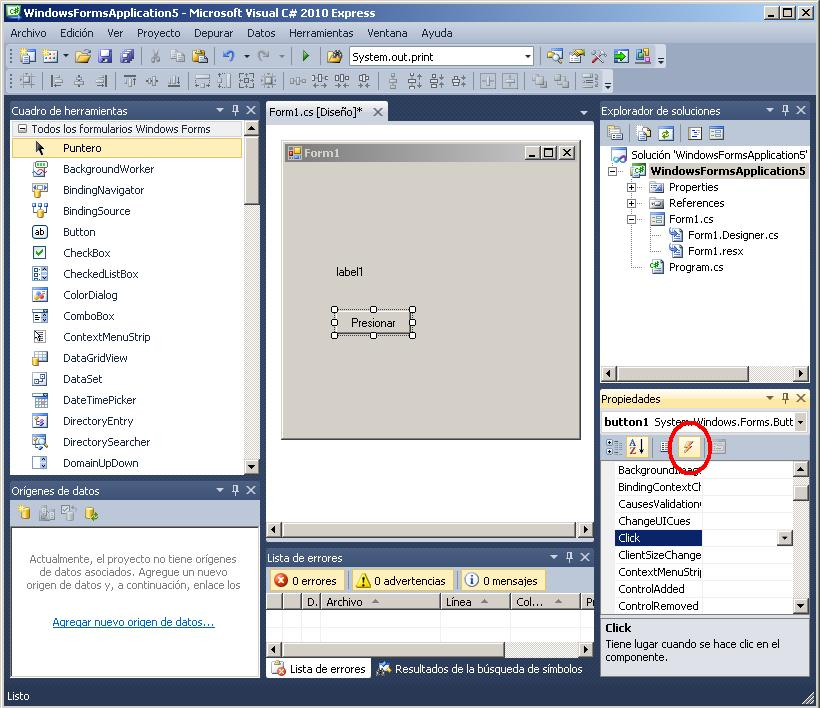 WindowsFormsApplication5 - Microsoft Visual C# 2010 Express
Archivo Edición Ver Proyecto Depurar Datos Herramientas Ventana Ayuda
System.out.print
Cuadro de herramientas
Todos los formularios Windows Forms
Puntero
BackgroundWorker
BindingNavigator
BindingSource
Button
CheckBox
CheckedListBox
ColorDialog
ComboBox
ContextMenuStrip
DataGridView
DataSet
DateTimePicker
DirectoryEntry
DirectorySearcher
DomainUpDown
Orígenes de datos
Actualmente, el proyecto no tiene orígenes
de datos asociados. Agregue un nuevo
origen de datos y, a continuación, enlace los
Agregar nuevo origen de datos...
Form1.cs [Diseño]*
Form1
label1
Presionar
Lista de errores
0 errores 0 advertencias 0 mensajes
D. Archivo Línea Col... Pr
Lista de errores Resultados de la búsqueda de símbolos
Explorador de soluciones
Solución 'WindowsFormsApplication5'
WindowsFormsApplication5
Properties
References
Form1.cs
Form1.Designer.cs
Form1.resx
Program.cs
Propiedades
button1 System.Windows.Forms.Butt
BackgroundImag
BindingContextCh
CausesValidation
ChangeUICues
Click
ClientSizeChange
ContextMenuStrip
ControlAdded
ControlRemoved
Click
Tiene lugar cuando se hace clic en el
componente.
Listo